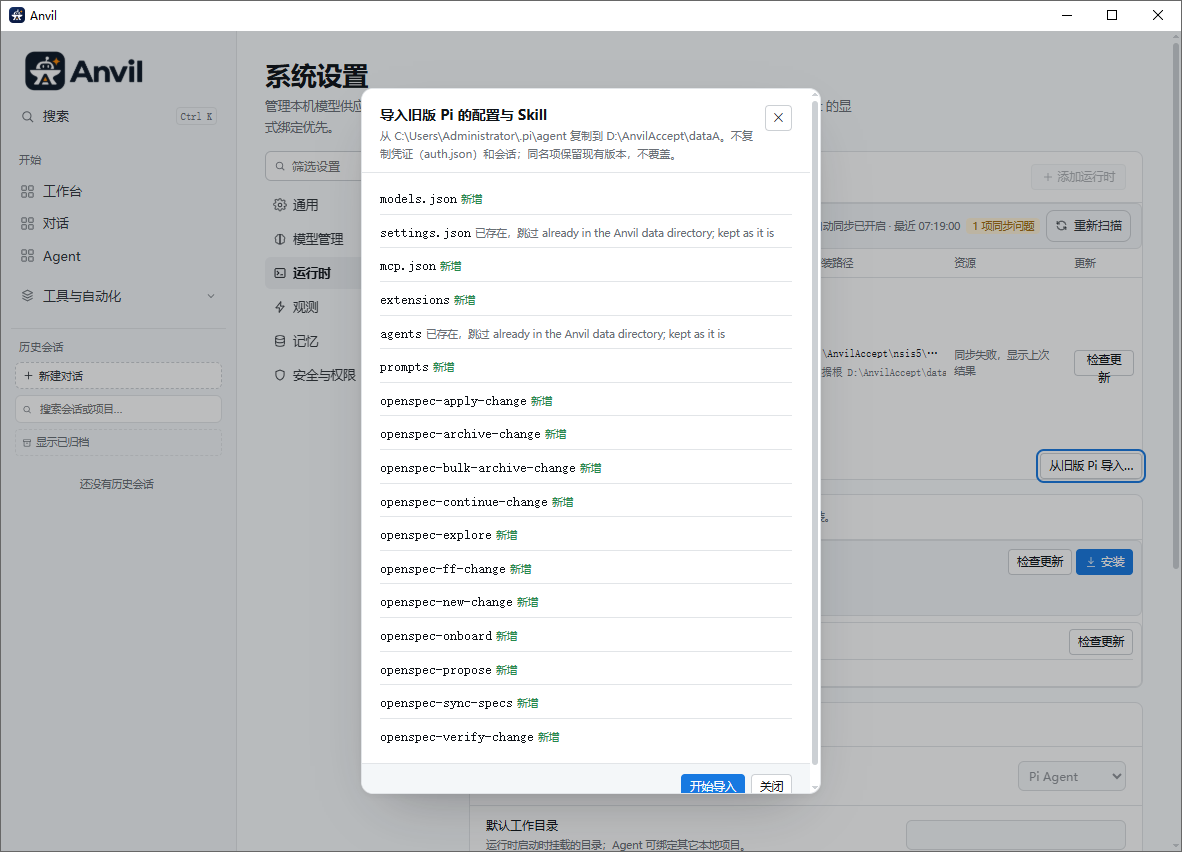 Anvil
Anvil
搜索
Ctrl K
开始
工作台
对话
Agent
工具与自动化
历史会话
+ 新建对话
搜索会话或项目...
显示已归档
还没有历史会话
系统设置
管理本机模型供
的显
式绑定优先。
筛选设置
通用
模型管理
运行时
观测
记忆
安全与权限
导入旧版 Pi 的配置与 Skill
从 C:\Users\Administrator\.pi\agent 复制到 D:\AnvilAccept\dataA。不复
制凭证（auth.json）和会话；同名项保留现有版本，不覆盖。
models.json 新增
settings.json 已存在，跳过 already in the Anvil data directory; kept as it is
mcp.json 新增
extensions 新增
agents 已存在，跳过 already in the Anvil data directory; kept as it is
prompts 新增
openspec-apply-change 新增
openspec-archive-change 新增
openspec-bulk-archive-change 新增
openspec-continue-change 新增
openspec-explore 新增
openspec-ff-change 新增
openspec-new-change 新增
openspec-onboard 新增
openspec-propose 新增
openspec-sync-specs 新增
openspec-verify-change 新增
开始导入
关闭
+ 添加运行时
动同步已开启 · 最近 07:19:00
1 项同步问题
重新扫描
装路径
资源
更新
\AnvilAccept\nsis5\···
据根 D:\AnvilAccept\data
同步失败，显示上次
结果
检查更
新
从旧版 Pi 导入...
检查更新
安装
检查更新
Pi Agent
默认工作目录
运行时启动时挂载的目录；Agent 可绑定其它本地项目。